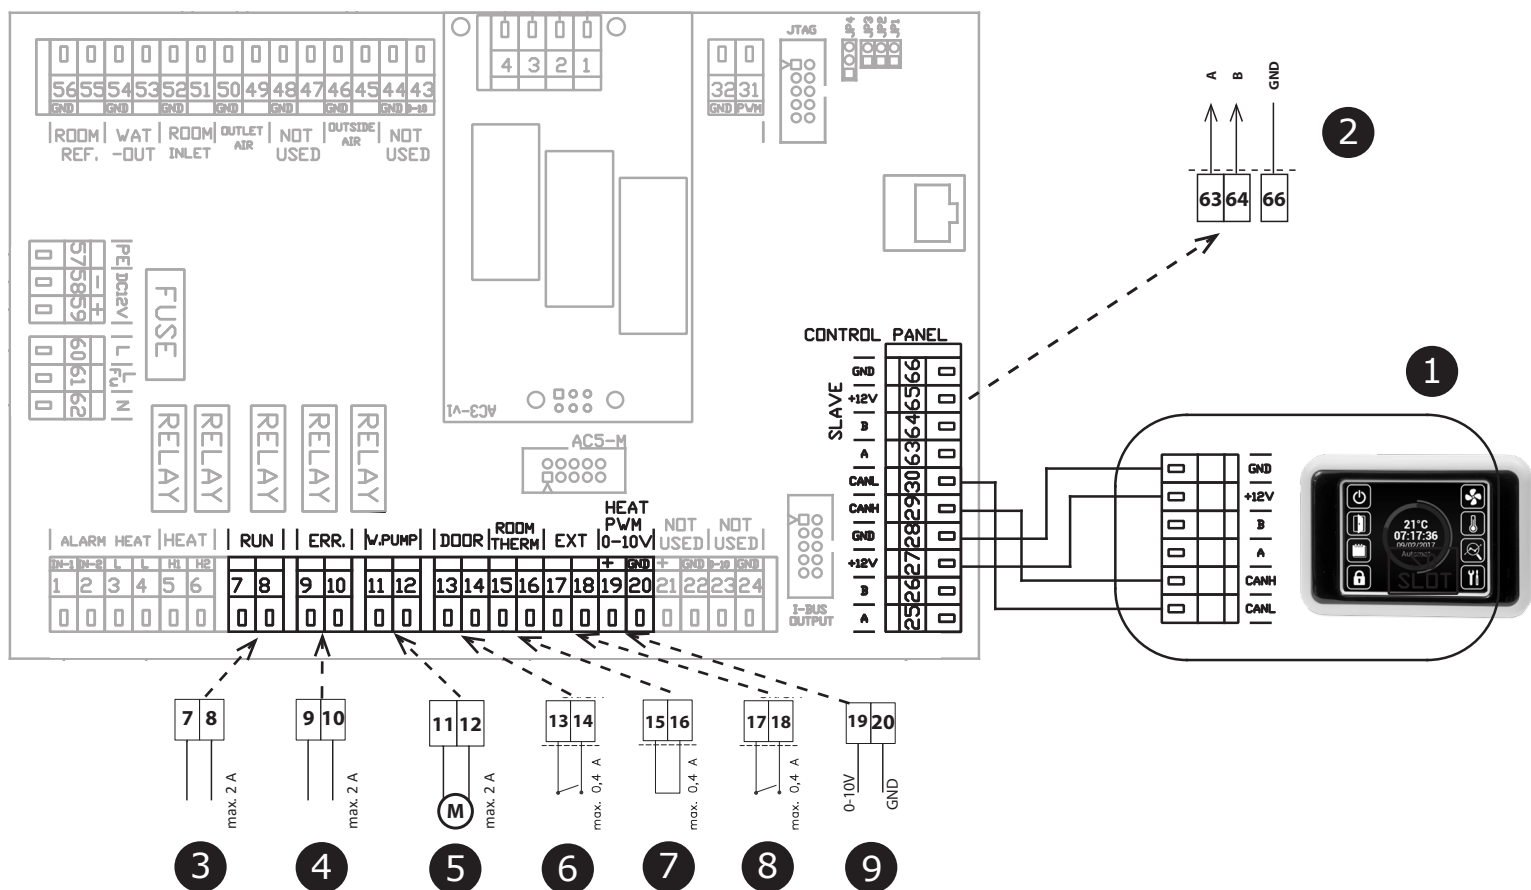 4 3 2 1
JTAG
JP4 JP3 JP2 JP1
56 55 54 53 52 51 50 49 48 47 46 45 44 43
GND GND GND GND GND GND GND 0-10
ROOM REF.
WAT -OUT
ROOM INLET
OUTLET AIR
NOT USED
OUTSIDE AIR
NOT USED
32 31
GND PWM
A B GND
2
63 64 66
57 58 59
- +
PE DC12V
60 61 62
L L FU N
FUSE
RELAY
RELAY
RELAY
RELAY
RELAY
AC3-v1
AC5-M
CONTROL PANEL
SLAVE
GND 66
+12V 65
B 64
A 63
CANL 30
CANH 29
GND 28
+12V 27
B 26
A 25
I-BUS OUTPUT
1
GND
+12V
B
A
CANH
CANL
21°C
07:17:36
09/02/2017
Automat
SLOT
ALARM HEAT
HEAT
RUN
ERR.
W.PUMP
DOOR
ROOM THERM
EXT
HEAT PWM 0-10V
NOT USED
NOT USED
IN-1 IN-2 L L H1 H2 + GND + GND 0-10 GND
1 2 3 4 5 6 7 8 9 10 11 12 13 14 15 16 17 18 19 20 21 22 23 24
7 8
max. 2 A
3
9 10
max. 2 A
4
11 12
M
max. 2 A
5
13 14
max. 0,4 A
6
15 16
max. 0,4 A
7
17 18
max. 0,4 A
8
19 20
0-10V
GND
9